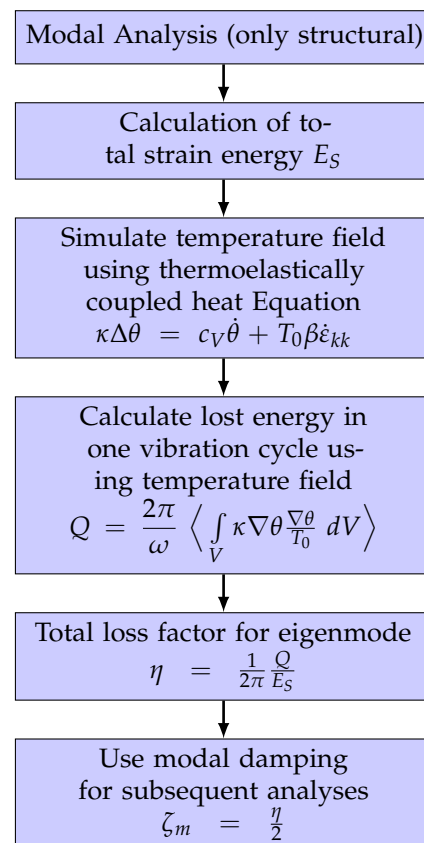 Modal Analysis (only structural)
Calculation of to-
tal strain energy E_S
Simulate temperature field
using thermoelastically
coupled heat Equation
κΔθ = c_V θ̇ + T_0 β ε̇_kk
Calculate lost energy in
one vibration cycle us-
ing temperature field
Q = 2π/ω ⟨ ∫_V κ∇θ ∇θ/T_0 dV ⟩
Total loss factor for eigenmode
η = 1/2π Q/E_S
Use modal damping
for subsequent analyses
ζ_m = η/2